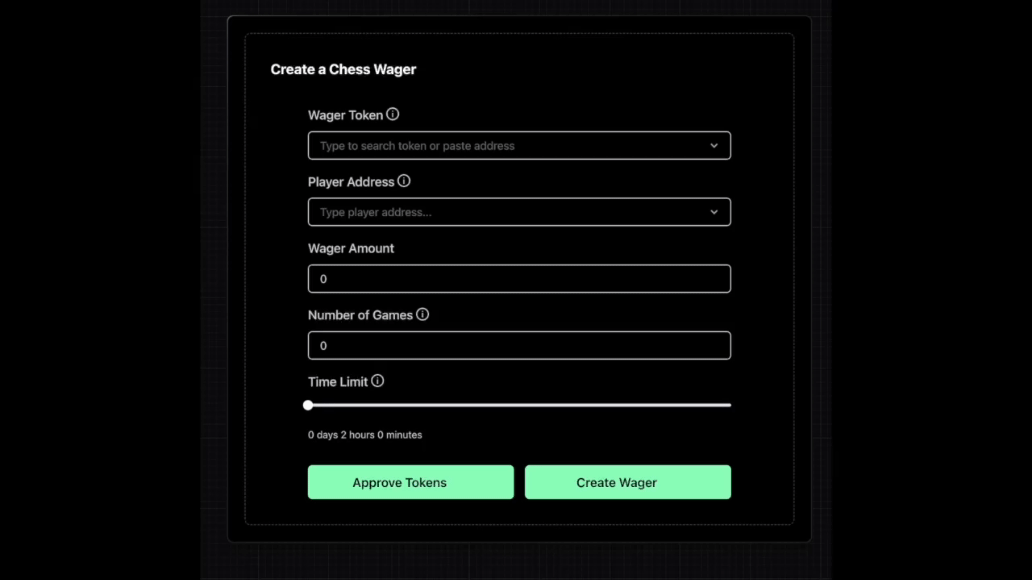 Create a Chess Wager
Wager Token
Type to search token or paste address
Player Address
Type player address...
Wager Amount
0
Number of Games
0
Time Limit
0 days 2 hours 0 minutes
Approve Tokens
Create Wager